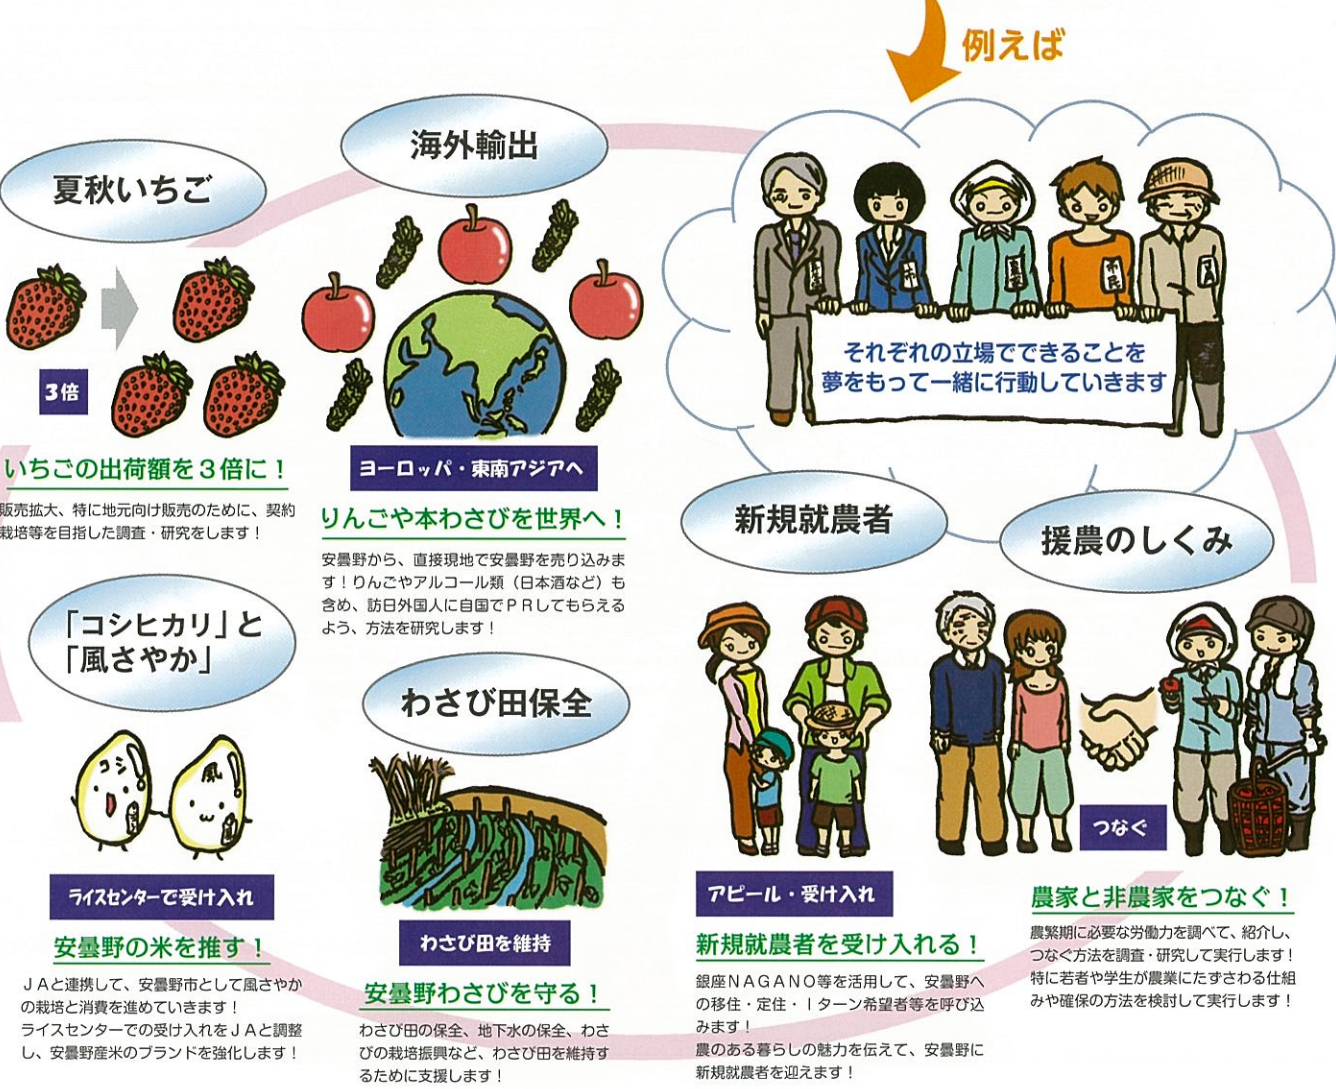 例えば
それぞれの立場でできることを
夢をもって一緒に行動していきます
市民
夏秋いちご
3倍
いちごの出荷額を3倍に！
販売拡大、特に地元向け販売のために、契約
栽培等を目指した調査・研究をします！
海外輸出
ヨーロッパ・東南アジアへ
りんごや本わさびを世界へ！
安曇野から、直接現地で安曇野を売り込みま
す！りんごやアルコール類（日本酒など）も
含め、訪日外国人に自国でＰＲしてもらえる
よう、方法を研究します！
「コシヒカリ」と
「風さやか」
コシ
風
ライスセンターで受け入れ
安曇野の米を推す！
ＪＡと連携して、安曇野市として風さやか
の栽培と消費を進めていきます！
ライスセンターでの受け入れをＪＡと調整
し、安曇野産米のブランドを強化します！
わさび田保全
わさび田を維持
安曇野わさびを守る！
わさび田の保全、地下水の保全、わさ
びの栽培振興など、わさび田を維持す
るために支援します！
新規就農者
アピール・受け入れ
新規就農者を受け入れる！
銀座ＮＡＧＡＮＯ等を活用して、安曇野へ
の移住・定住・Ｉターン希望者等を呼び込
みます！
農のある暮らしの魅力を伝えて、安曇野に
新規就農者を迎えます！
援農のしくみ
つなぐ
農家と非農家をつなぐ！
農繁期に必要な労働力を調べて、紹介し、
つなぐ方法を調査・研究して実行します！
特に若者や学生が農業にたずさわる仕組
みや確保の方法を検討して実行します！